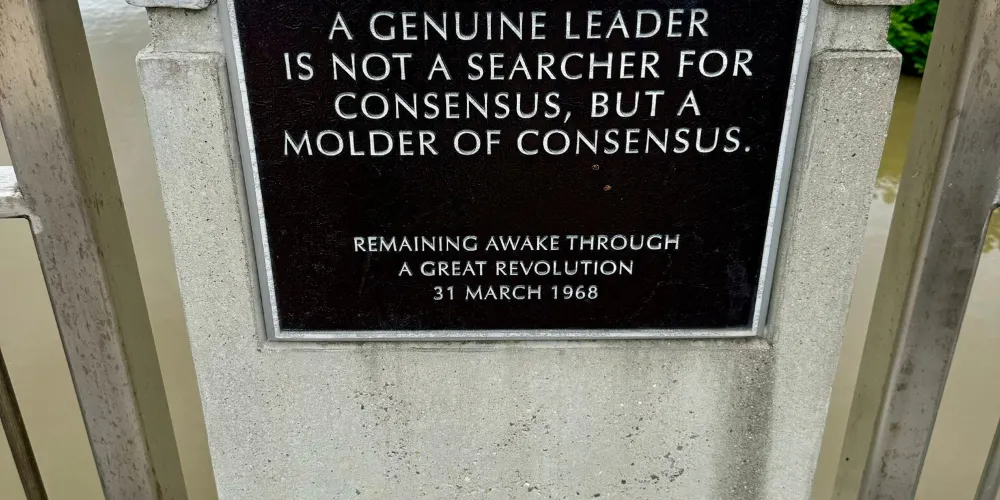 A GENUINE LEADER
IS NOT A SEARCHER FOR
CONSENSUS, BUT A
MOLDER OF CONSENSUS.
REMAINING AWAKE THROUGH
A GREAT REVOLUTION
31 MARCH 1968